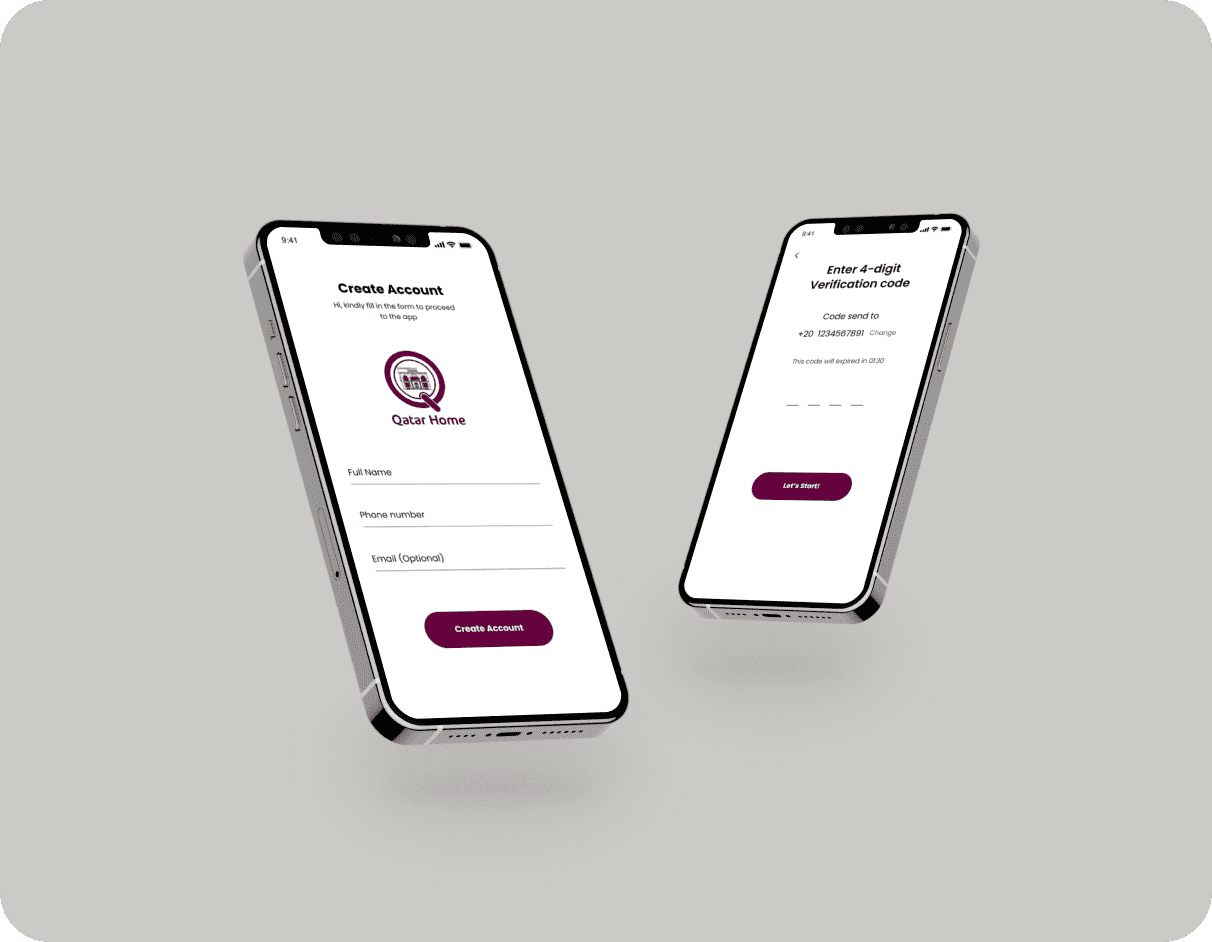 9:41
Create Account
Hi, kindly fill in the form to proceed
to the app
Qatar Home
Full Name
Phone number
Email (Optional)
Create Account
9:41
Enter 4-digit
Verification code
Code send to
+20 1234567891 Change
This code will expired in 01:30
Let's Start!